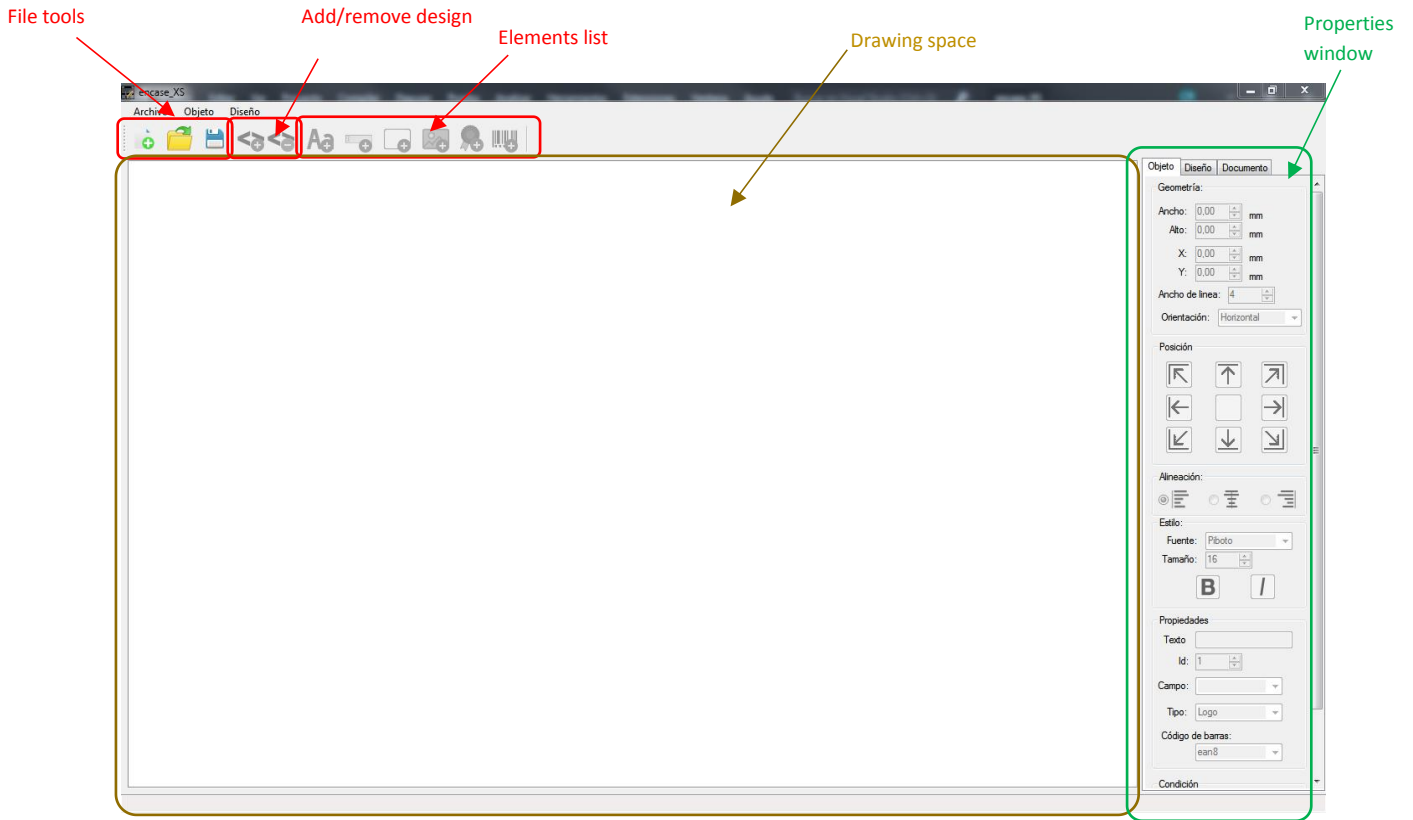 File tools
Add/remove design
Elements list
Drawing space
Properties
window
encase_XS
Archivo Objeto Diseño
Aa
Objeto Diseño Documento
Geometría:
Ancho: 0,00 mm
Alto: 0,00 mm
X: 0,00 mm
Y: 0,00 mm
Ancho de linea: 4
Orientación: Horizontal
Posición
Alineación:
Estilo:
Fuente: Piboto
Tamaño: 16
B I
Propiedades
Texto
Id: 1
Campo:
Tipo: Logo
Código de barras:
ean8
Condición